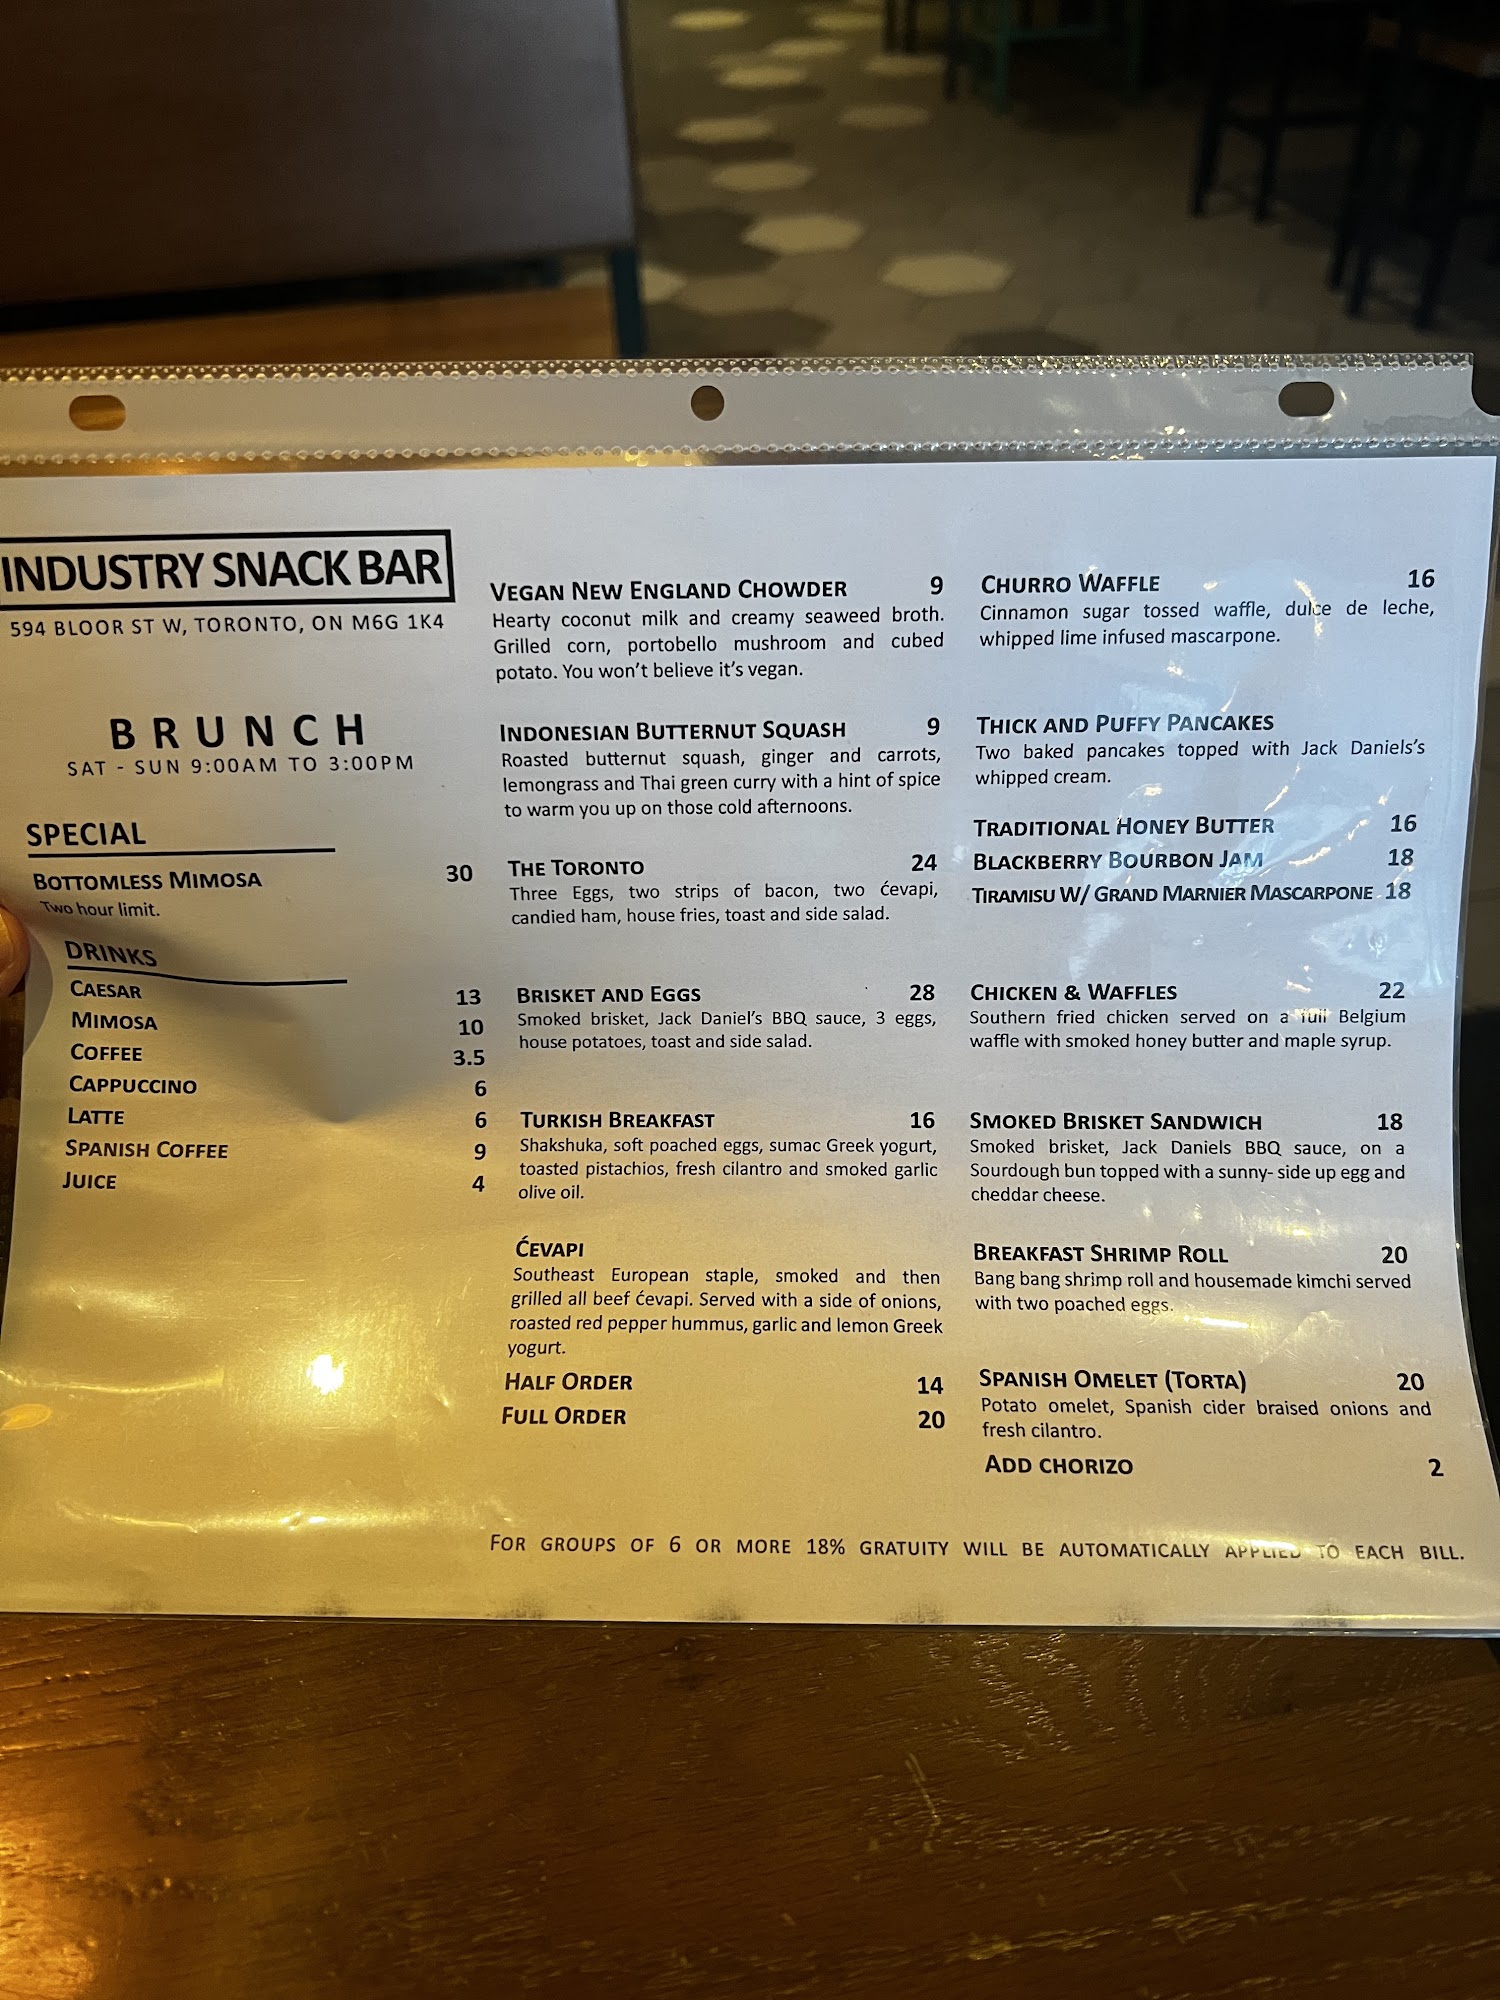 INDUSTRY SNACK BAR
594 BLOOR ST W, TORONTO, ON M6G 1K4
BRUNCH
SAT - SUN 9:00AM TO 3:00PM
SPECIAL
BOTTOMLESS MIMOSA 30
Two hour limit.
DRINKS
CAESAR 13
MIMOSA 10
COFFEE 3.5
CAPPUCCINO 6
LATTE 6
SPANISH COFFEE 9
JUICE 4
VEGAN NEW ENGLAND CHOWDER 9
Hearty coconut milk and creamy seaweed broth.
Grilled corn, portobello mushroom and cubed
potato. You won't believe it's vegan.
INDONESIAN BUTTERNUT SQUASH 9
Roasted butternut squash, ginger and carrots,
lemongrass and Thai green curry with a hint of spice
to warm you up on those cold afternoons.
THE TORONTO 24
Three Eggs, two strips of bacon, two ćevapi,
candied ham, house fries, toast and side salad.
BRISKET AND EGGS 28
Smoked brisket, Jack Daniel's BBQ sauce, 3 eggs,
house potatoes, toast and side salad.
TURKISH BREAKFAST 16
Shakshuka, soft poached eggs, sumac Greek yogurt,
toasted pistachios, fresh cilantro and smoked garlic
olive oil.
ĆEVAPI
Southeast European staple, smoked and then
grilled all beef ćevapi. Served with a side of onions,
roasted red pepper hummus, garlic and lemon Greek
yogurt.
HALF ORDER 14
FULL ORDER 20
CHURRO WAFFLE 16
Cinnamon sugar tossed waffle, dulce de leche,
whipped lime infused mascarpone.
THICK AND PUFFY PANCAKES
Two baked pancakes topped with Jack Daniels's
whipped cream.
TRADITIONAL HONEY BUTTER 16
BLACKBERRY BOURBON JAM 18
TIRAMISU W/ GRAND MARNIER MASCARPONE 18
CHICKEN & WAFFLES 22
Southern fried chicken served on a full Belgium
waffle with smoked honey butter and maple syrup.
SMOKED BRISKET SANDWICH 18
Smoked brisket, Jack Daniels BBQ sauce, on a
Sourdough bun topped with a sunny- side up egg and
cheddar cheese.
BREAKFAST SHRIMP ROLL 20
Bang bang shrimp roll and housemade kimchi served
with two poached eggs.
SPANISH OMELET (TORTA) 20
Potato omelet, Spanish cider braised onions and
fresh cilantro.
ADD CHORIZO 2
FOR GROUPS OF 6 OR MORE 18% GRATUITY WILL BE AUTOMATICALLY APPLIED TO EACH BILL.